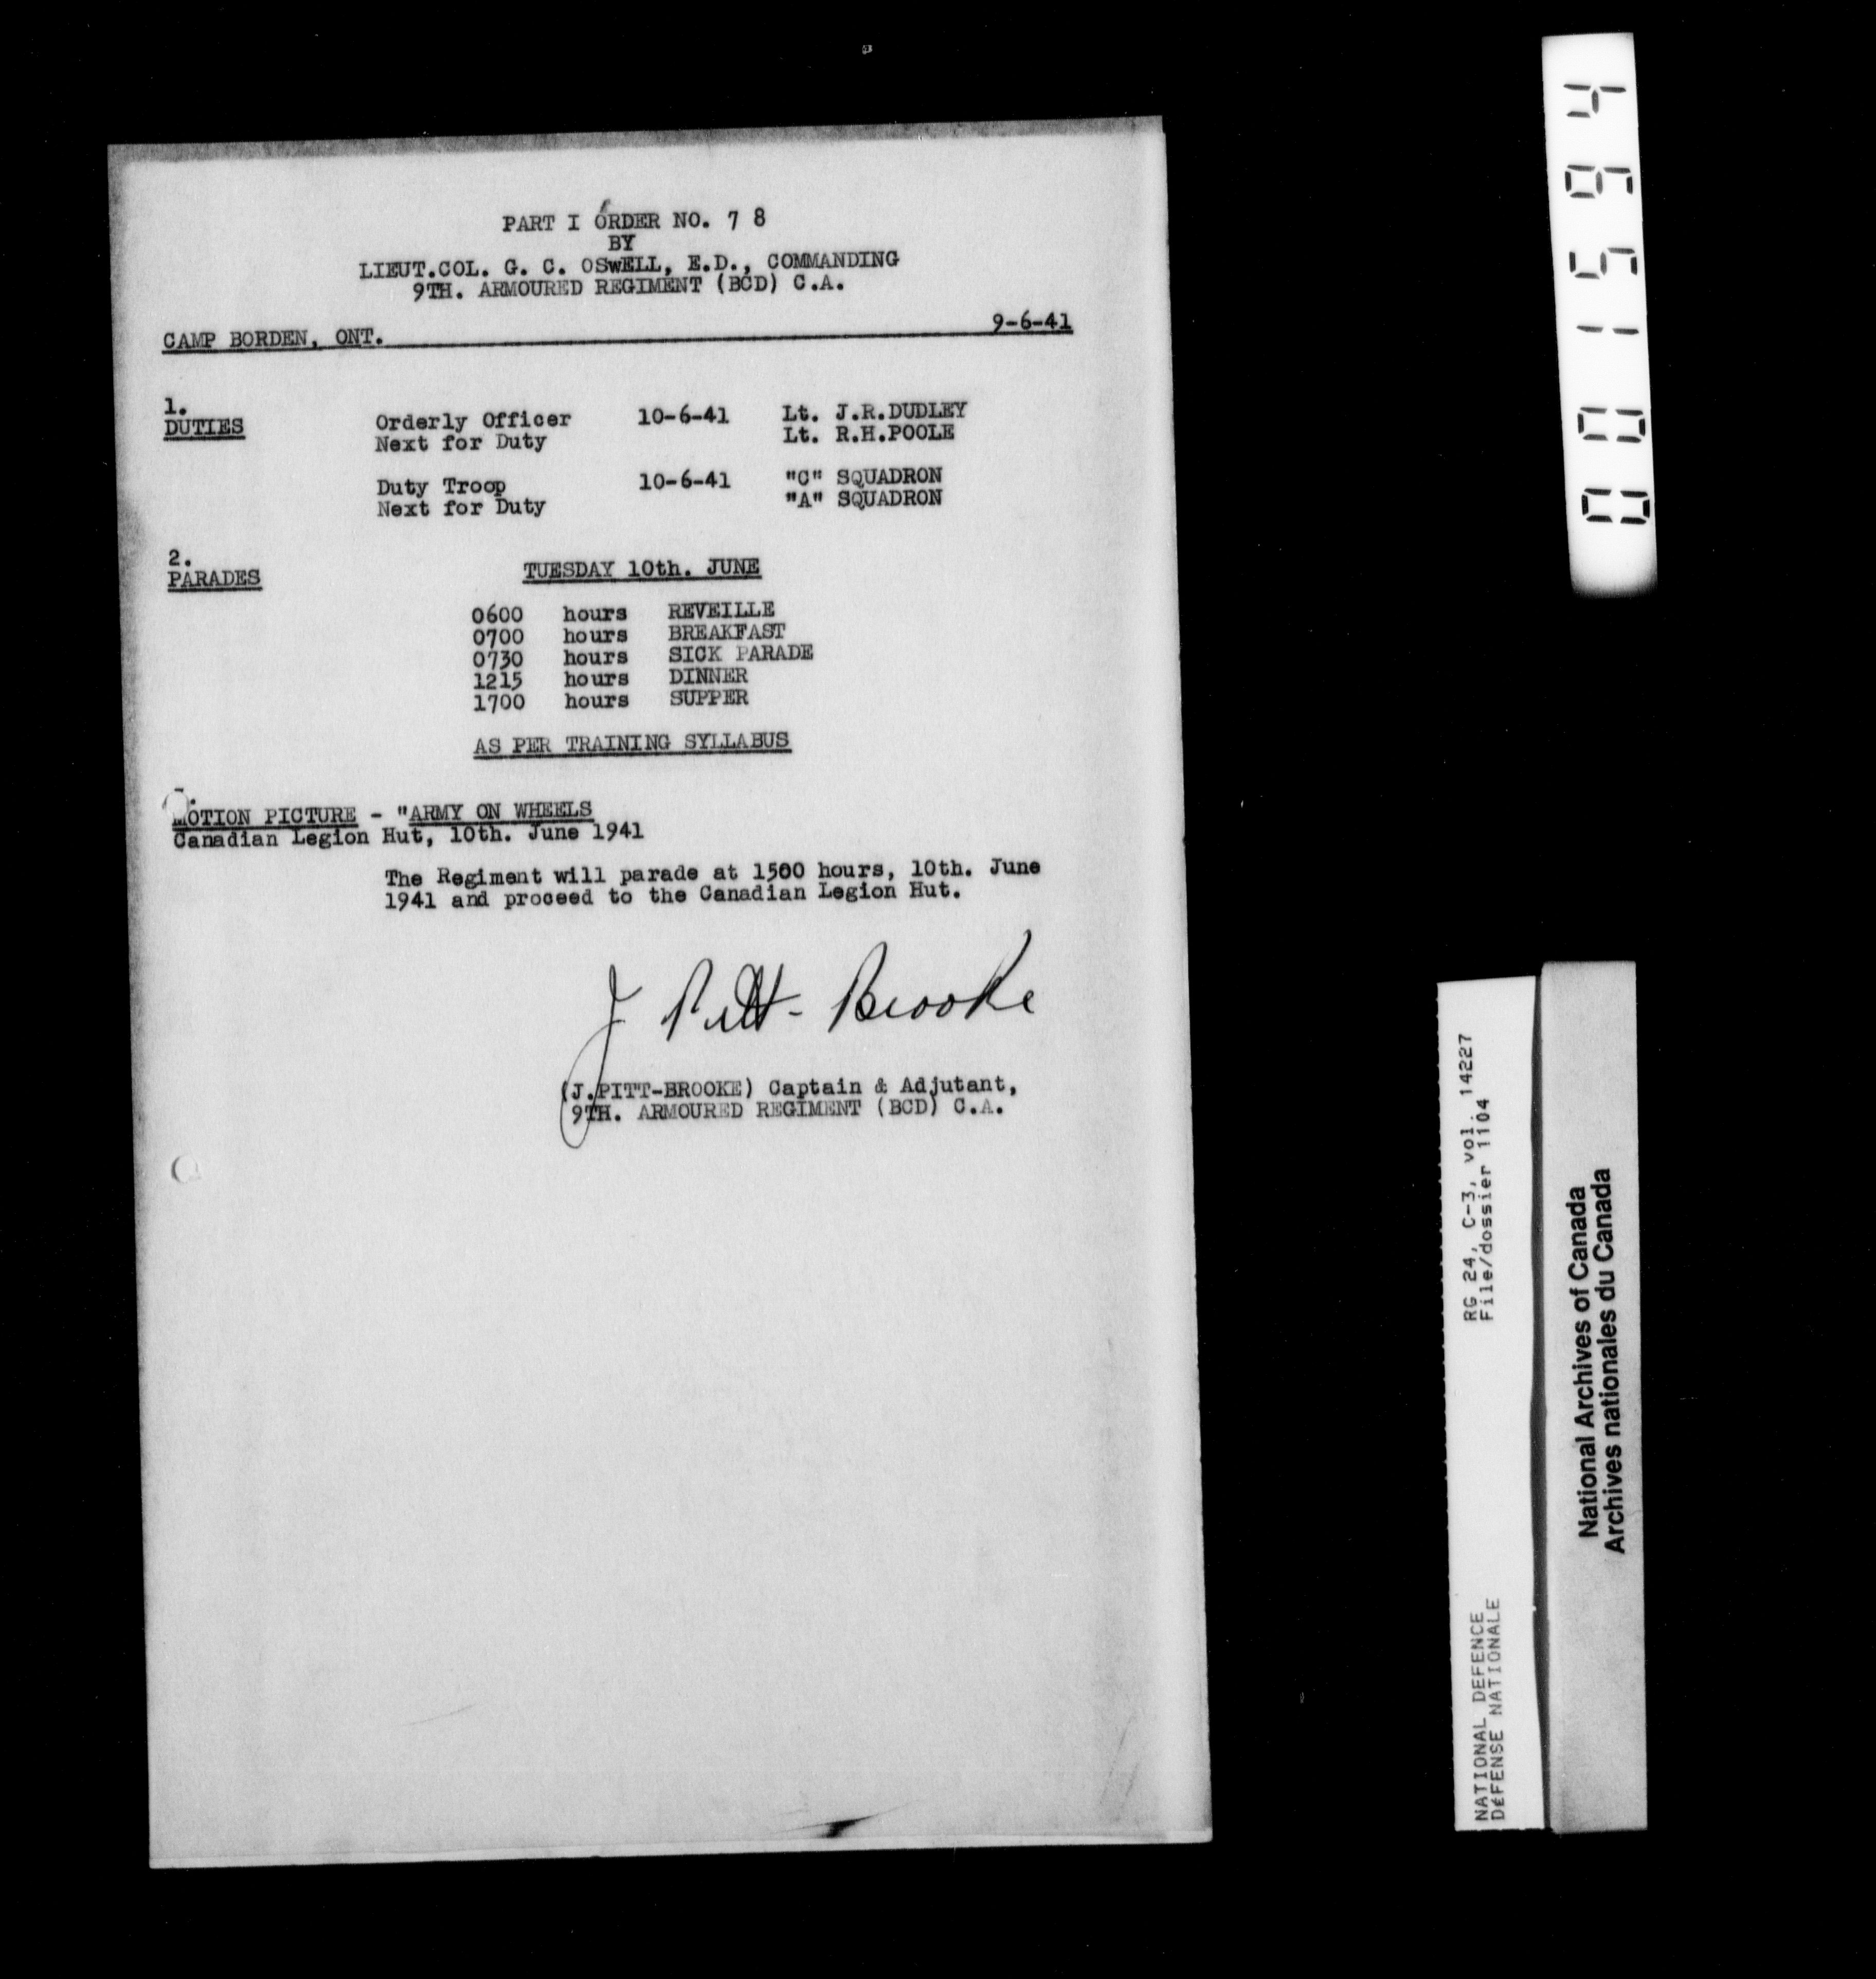 PART I ORDER NO. 7 8
BY
LIEUT.COL. G. C. OSwELL, E.D., COMMANDING
9TH. ARMOURED REGIMENT (BCD) C.A.
CAMP BORDEN, ONT. 9-6-41
1.
DUTIES
Orderly Officer 10-6-41 Lt. J.R.DUDLEY
Next for Duty Lt. R.H.POOLE
Duty Troop 10-6-41 "C" SQUADRON
Next for Duty "A" SQUADRON
2.
PARADES
TUESDAY 10th. JUNE
0600 hours REVEILLE
0700 hours BREAKFAST
0730 hours SICK PARADE
1215 hours DINNER
1700 hours SUPPER
AS PER TRAINING SYLLABUS
MOTION PICTURE - "ARMY ON WHEELS
Canadian Legion Hut, 10th. June 1941
The Regiment will parade at 1500 hours, 10th. June
1941 and proceed to the Canadian Legion Hut.
J Pitt-Brooke
(J.PITT-BROOKE) Captain & Adjutant,
9TH. ARMOURED REGIMENT (BCD) C.A.
001594
RG 24, C-3, vol. 14227
File/dossier 1104
NATIONAL DEFENCE
DéFENSE NATIONALE
National Archives of Canada
Archives nationales du Canada